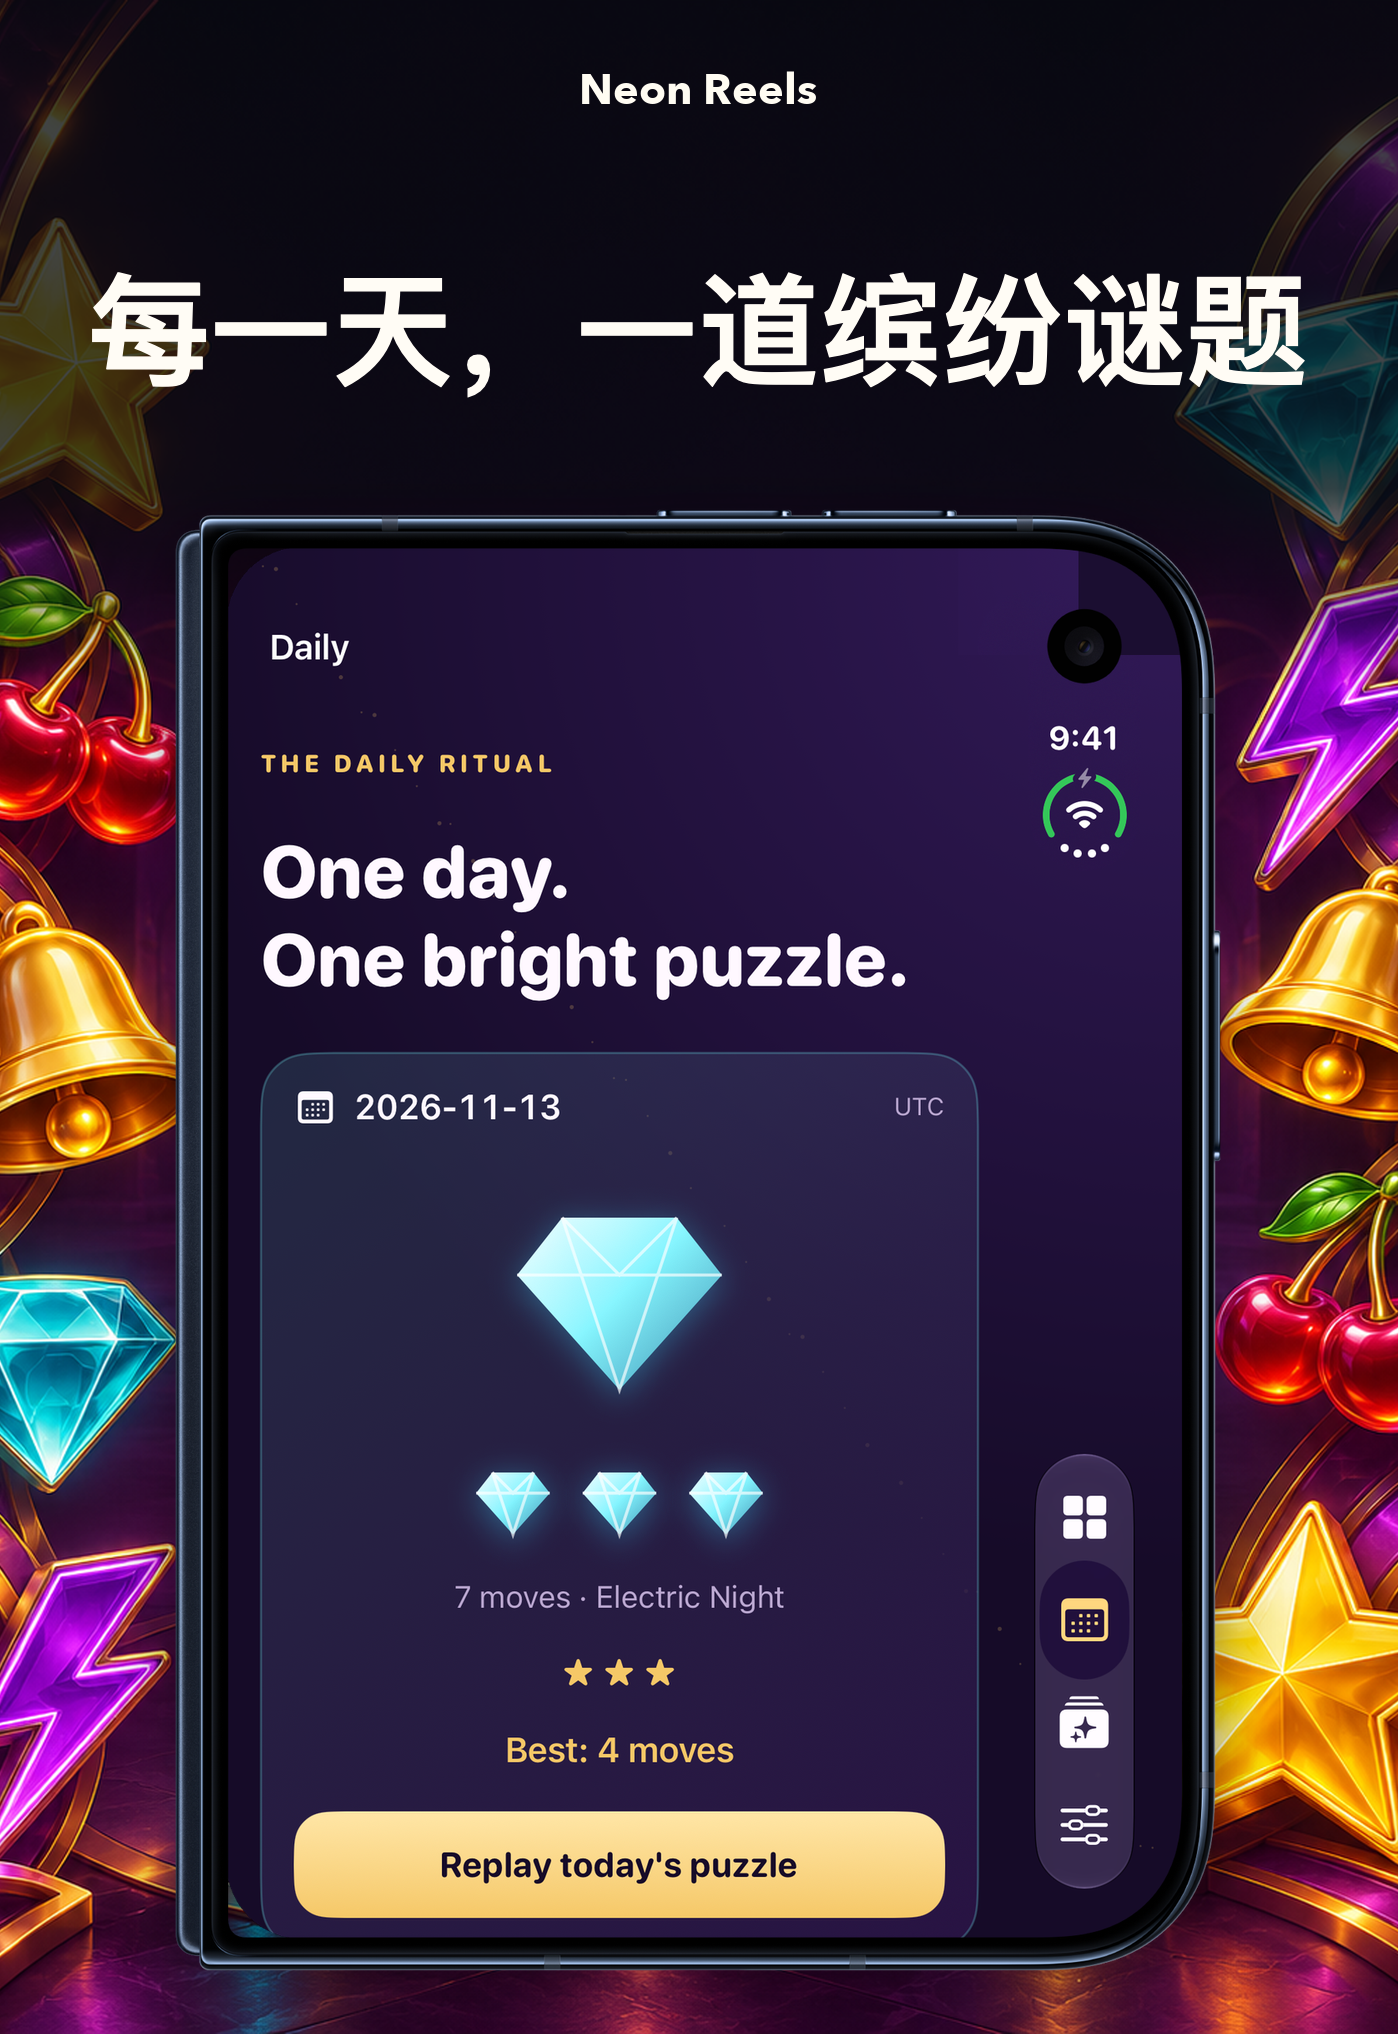 Neon Reels
每一天，一道缤纷谜题
Daily
9:41
THE DAILY RITUAL
One day.
One bright puzzle.
2026-11-13
UTC
7 moves · Electric Night
Best: 4 moves
Replay today's puzzle